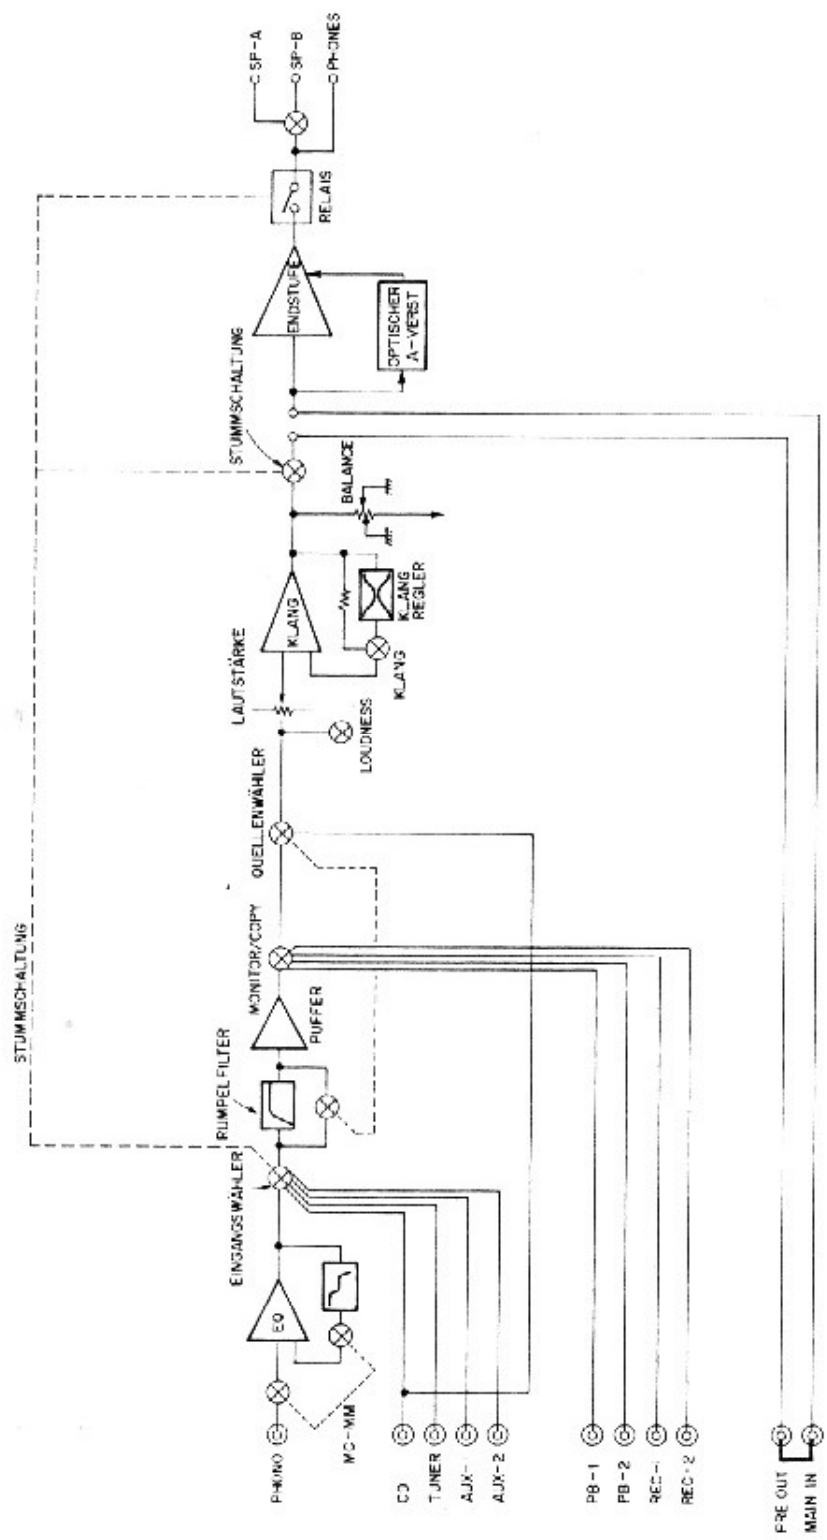 STUMMSCHALTUNG
PHONO
MC-MM
EQ
EINGANGSWÄHLER
RUMPELFILTER
PUFFER
MONITOR/COPY
QUELLENWÄHLER
LOUDNESS
LAUTSTÄRKE
KLANG
KLANG
KLANG
REGLER
BALANCE
STUMMSCHALTUNG
ENDSTUFE
OPTISCHER
A-VERST
RELAIS
SP-A
SP-B
PHONES
CD
TUNER
AUX-1
AUX-2
PB-1
PB-2
REC-1
REC-2
PRE OUT
MAIN IN